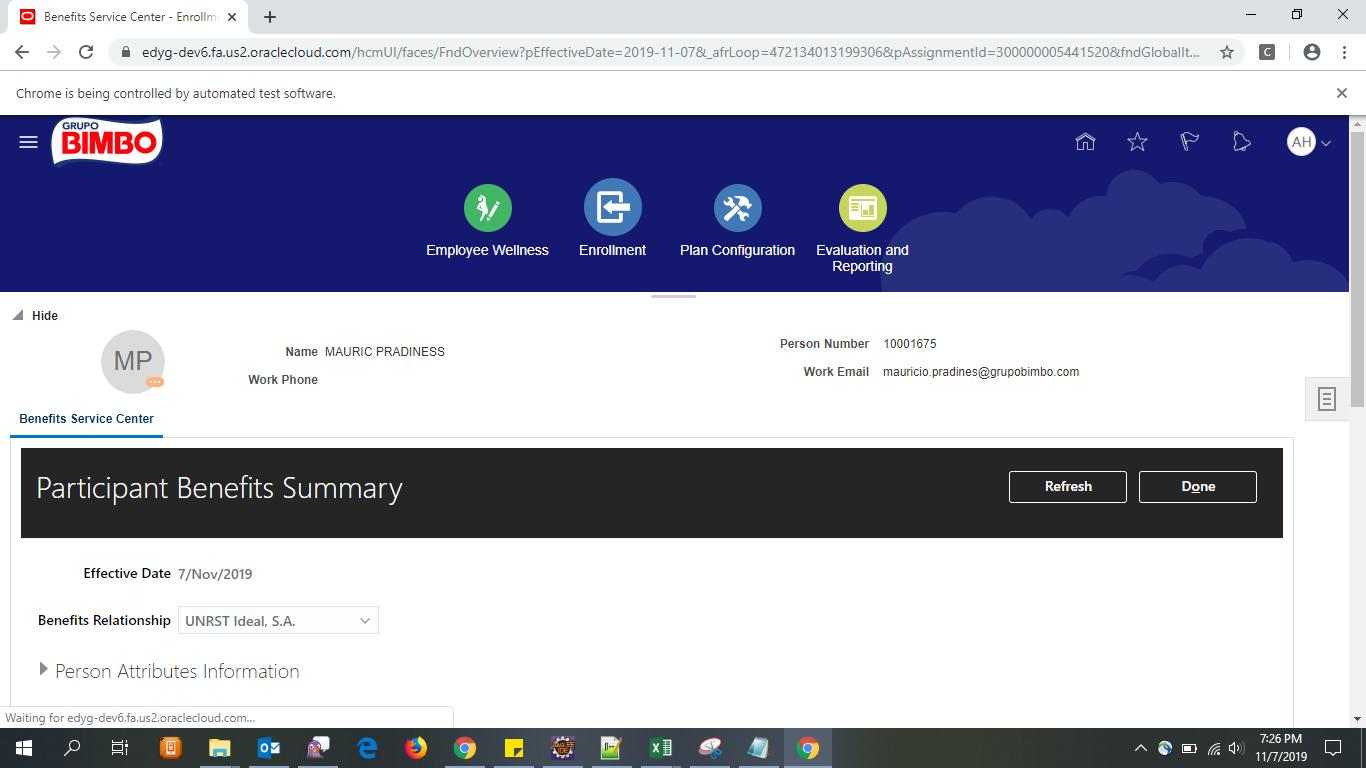 Benefits Service Center - Enrollm
edyg-dev6.fa.us2.oraclecloud.com/hcmUI/faces/FndOverview?pEffectiveDate=2019-11-07&_afrLoop=472134013199306&pAssignmentId=300000005441520&fndGlobalIt...
C
Chrome is being controlled by automated test software.
GRUPO
BIMBO
AH
Employee Wellness
Enrollment
Plan Configuration
Evaluation and
Reporting
Hide
MP
Name MAURIC PRADINESS
Work Phone
Person Number 10001675
Work Email mauricio.pradines@grupobimbo.com
Benefits Service Center
Participant Benefits Summary
Refresh
Done
Effective Date 7/Nov/2019
Benefits Relationship UNRST Ideal, S.A.
Person Attributes Information
Waiting for edyg-dev6.fa.us2.oraclecloud.com...
7:26 PM
11/7/2019